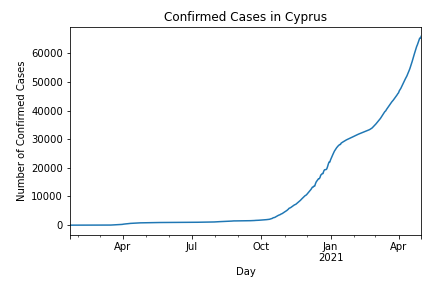 Confirmed Cases in Cyprus
Number of Confirmed Cases
60000
50000
40000
30000
20000
10000
0
Apr
Jul
Oct
Jan
2021
Apr
Day